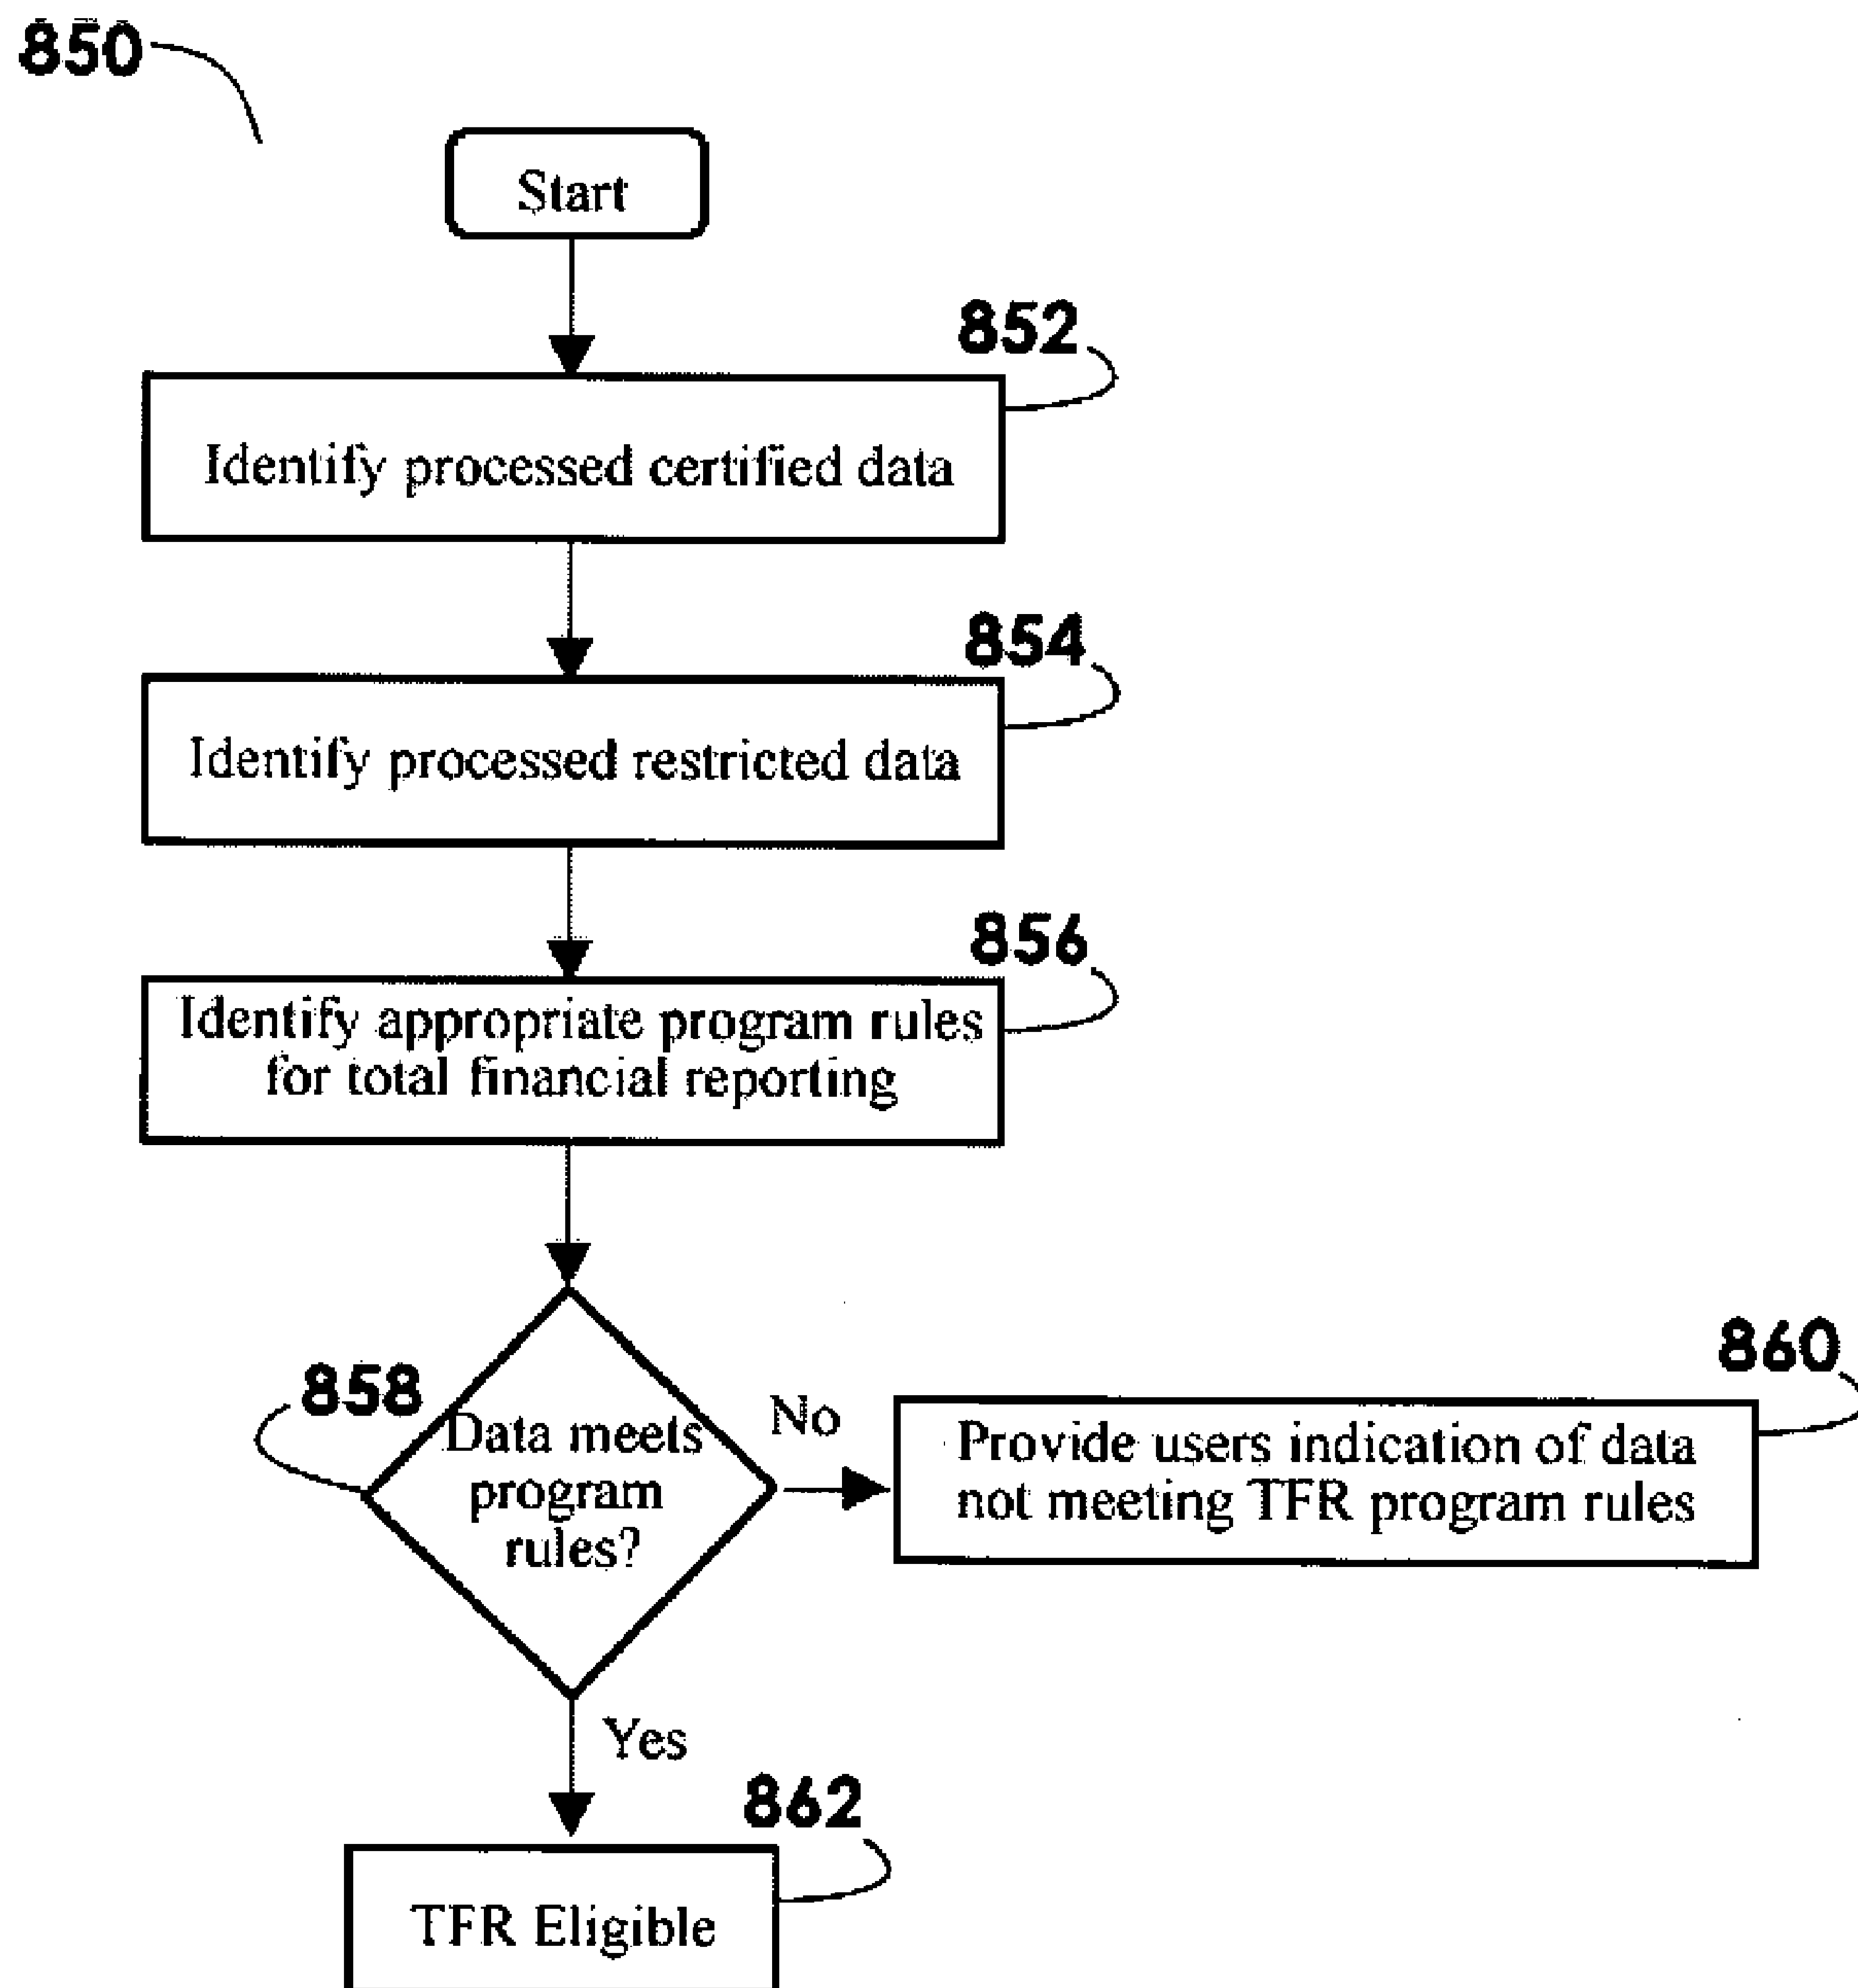 850
Start
852
Identify processed certified data
854
Identify processed restricted data
856
Identify appropriate program rules
for total financial reporting
858
Data meets
program
rules?
No
860
Provide users indication of data
not meeting TFR program rules
Yes
862
TFR Eligible